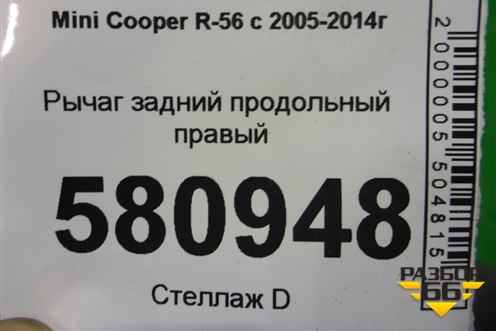 Mini Cooper R-56 с 2005-2014г
Рычаг задний продольный
правый
580948
Стеллаж D
2000005504815
РАЗБОР
66